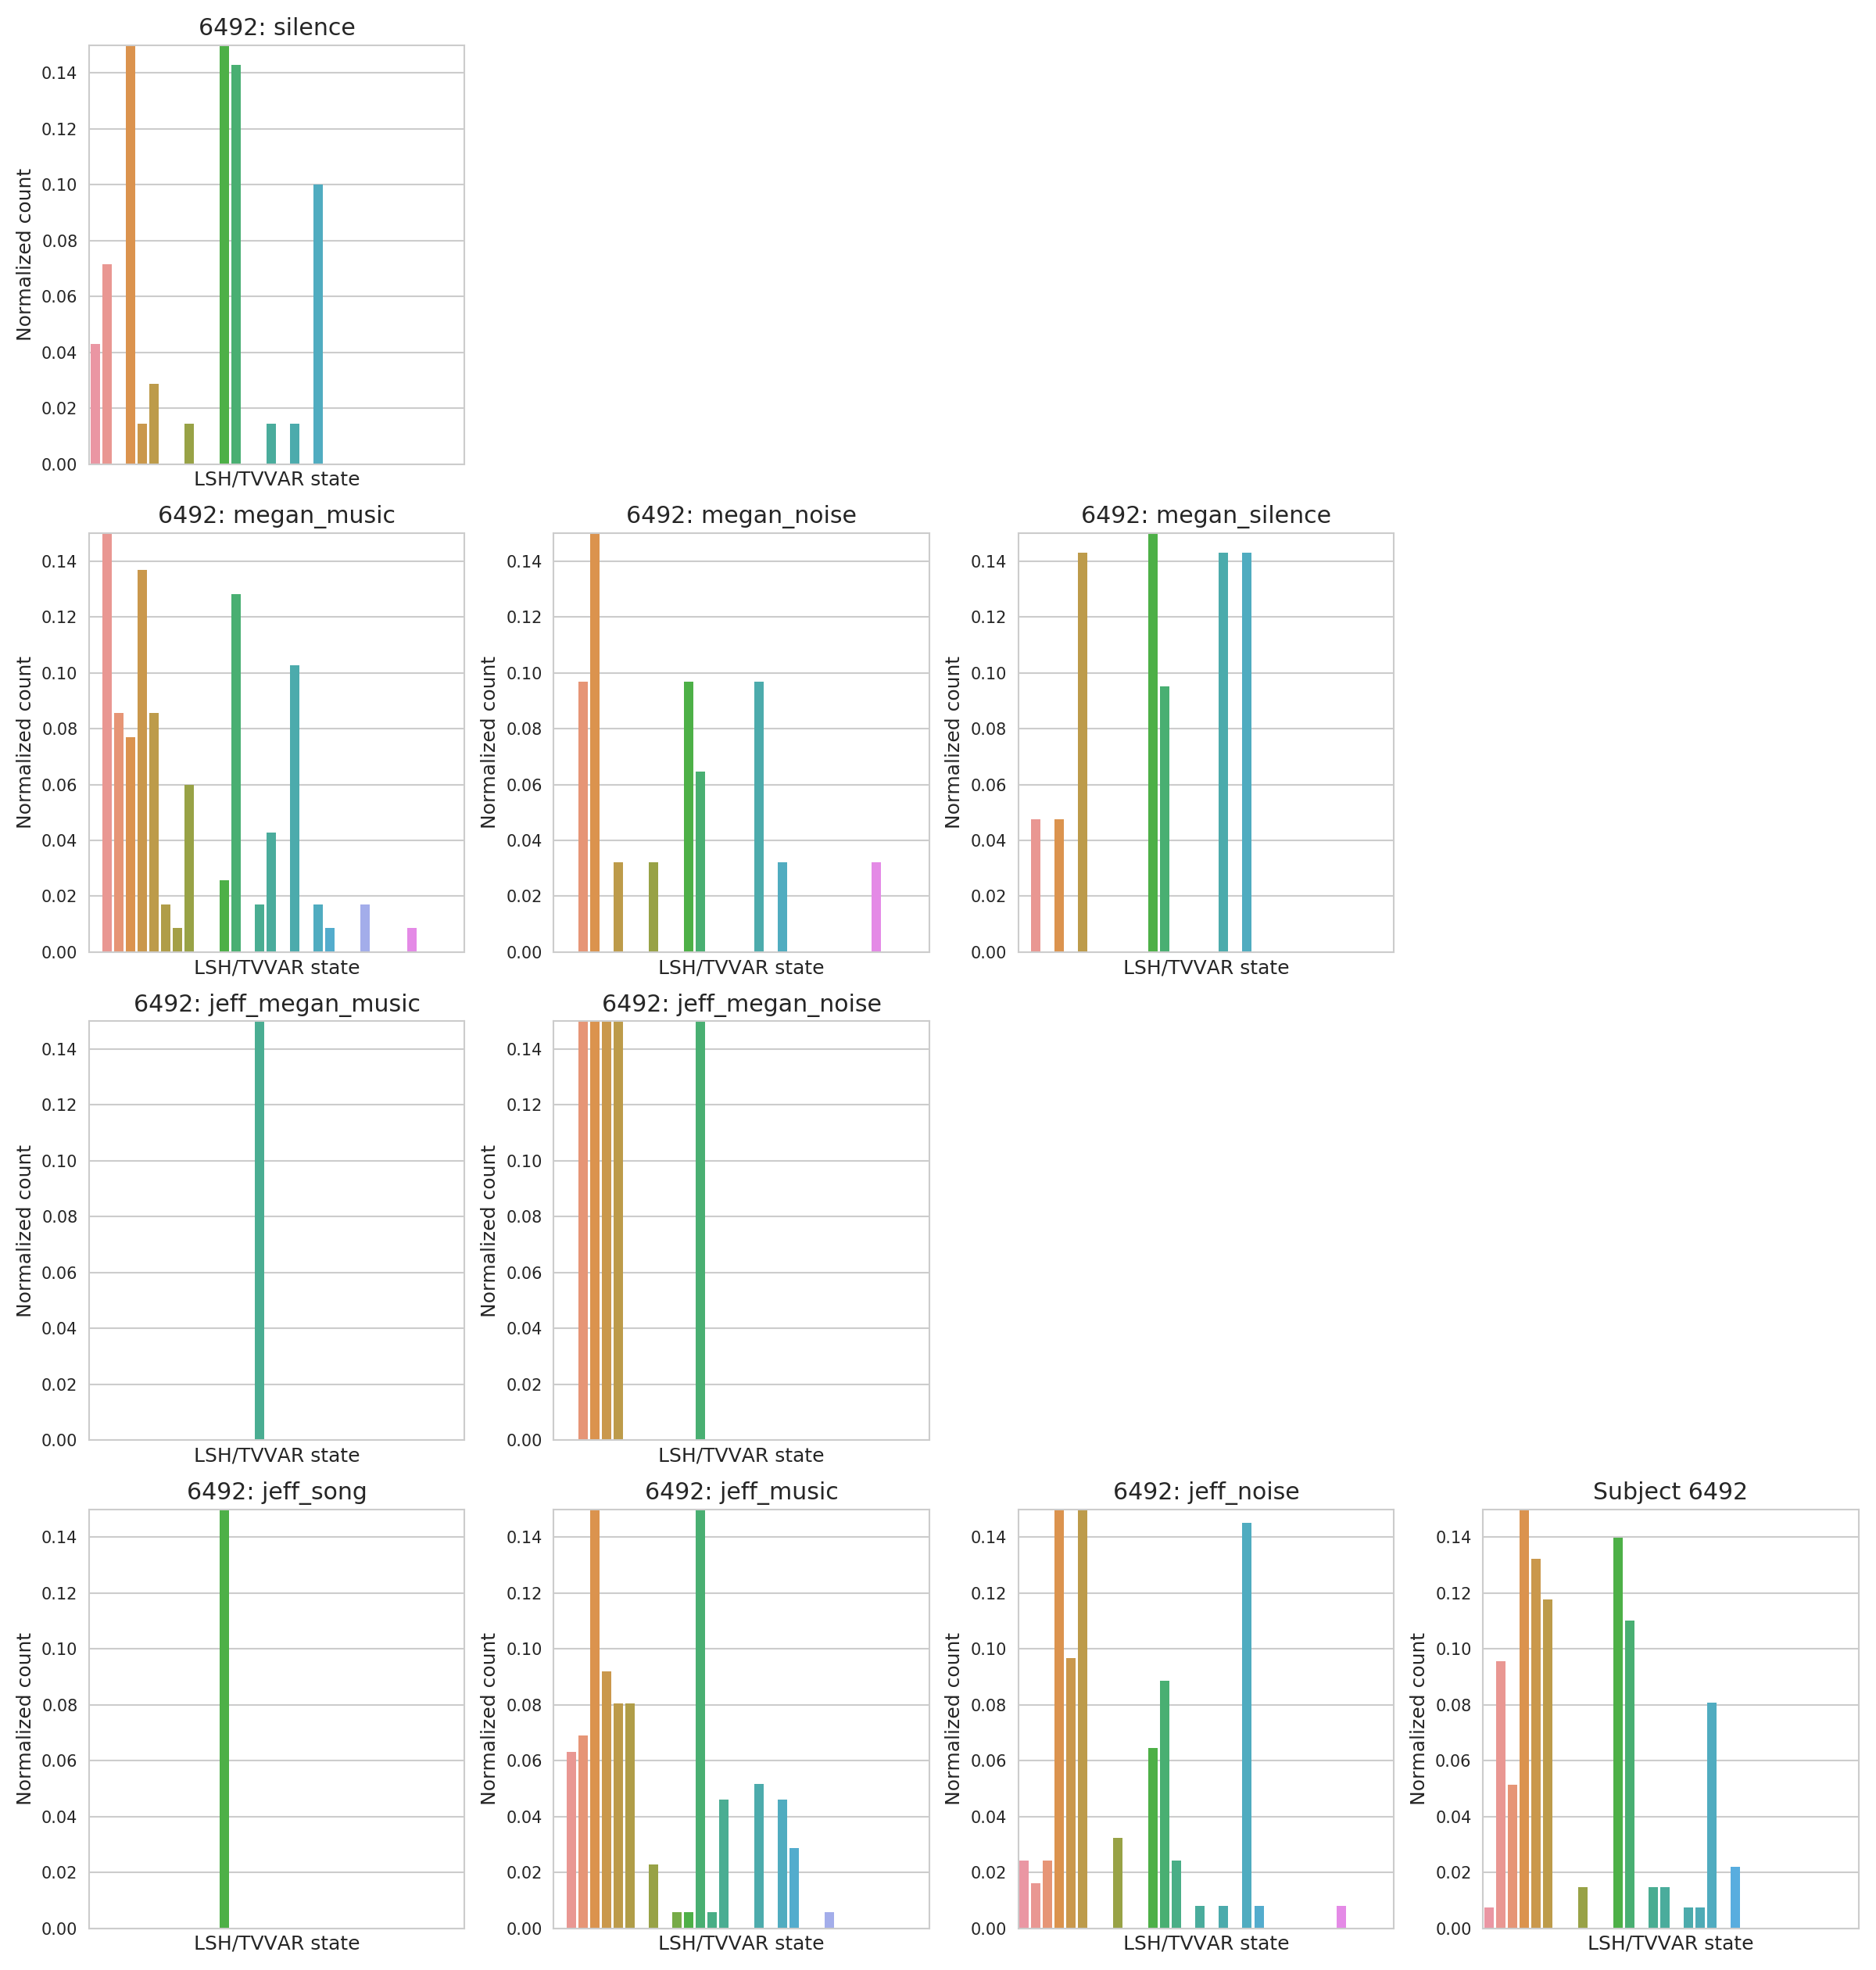 6492: silence
Normalized count
0.14
0.12
0.10
0.08
0.06
0.04
0.02
0.00
LSH/TVVAR state
6492: megan_music
Normalized count
0.14
0.12
0.10
0.08
0.06
0.04
0.02
0.00
LSH/TVVAR state
6492: megan_noise
Normalized count
0.14
0.12
0.10
0.08
0.06
0.04
0.02
0.00
LSH/TVVAR state
6492: megan_silence
Normalized count
0.14
0.12
0.10
0.08
0.06
0.04
0.02
0.00
LSH/TVVAR state
6492: jeff_megan_music
Normalized count
0.14
0.12
0.10
0.08
0.06
0.04
0.02
0.00
LSH/TVVAR state
6492: jeff_megan_noise
Normalized count
0.14
0.12
0.10
0.08
0.06
0.04
0.02
0.00
LSH/TVVAR state
6492: jeff_song
Normalized count
0.14
0.12
0.10
0.08
0.06
0.04
0.02
0.00
LSH/TVVAR state
6492: jeff_music
Normalized count
0.14
0.12
0.10
0.08
0.06
0.04
0.02
0.00
LSH/TVVAR state
6492: jeff_noise
Normalized count
0.14
0.12
0.10
0.08
0.06
0.04
0.02
0.00
LSH/TVVAR state
Subject 6492
Normalized count
0.14
0.12
0.10
0.08
0.06
0.04
0.02
0.00
LSH/TVVAR state